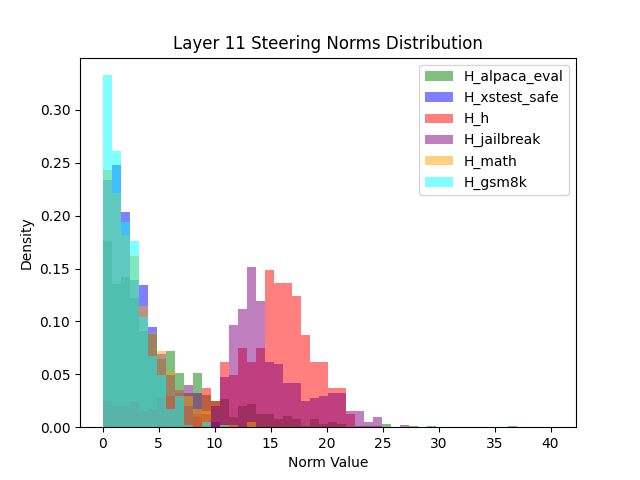 Layer 11 Steering Norms Distribution
H_alpaca_eval
H_xstest_safe
H_h
H_jailbreak
H_math
H_gsm8k
Density
0.30
0.25
0.20
0.15
0.10
0.05
0.00
0 5 10 15 20 25 30 35 40
Norm Value